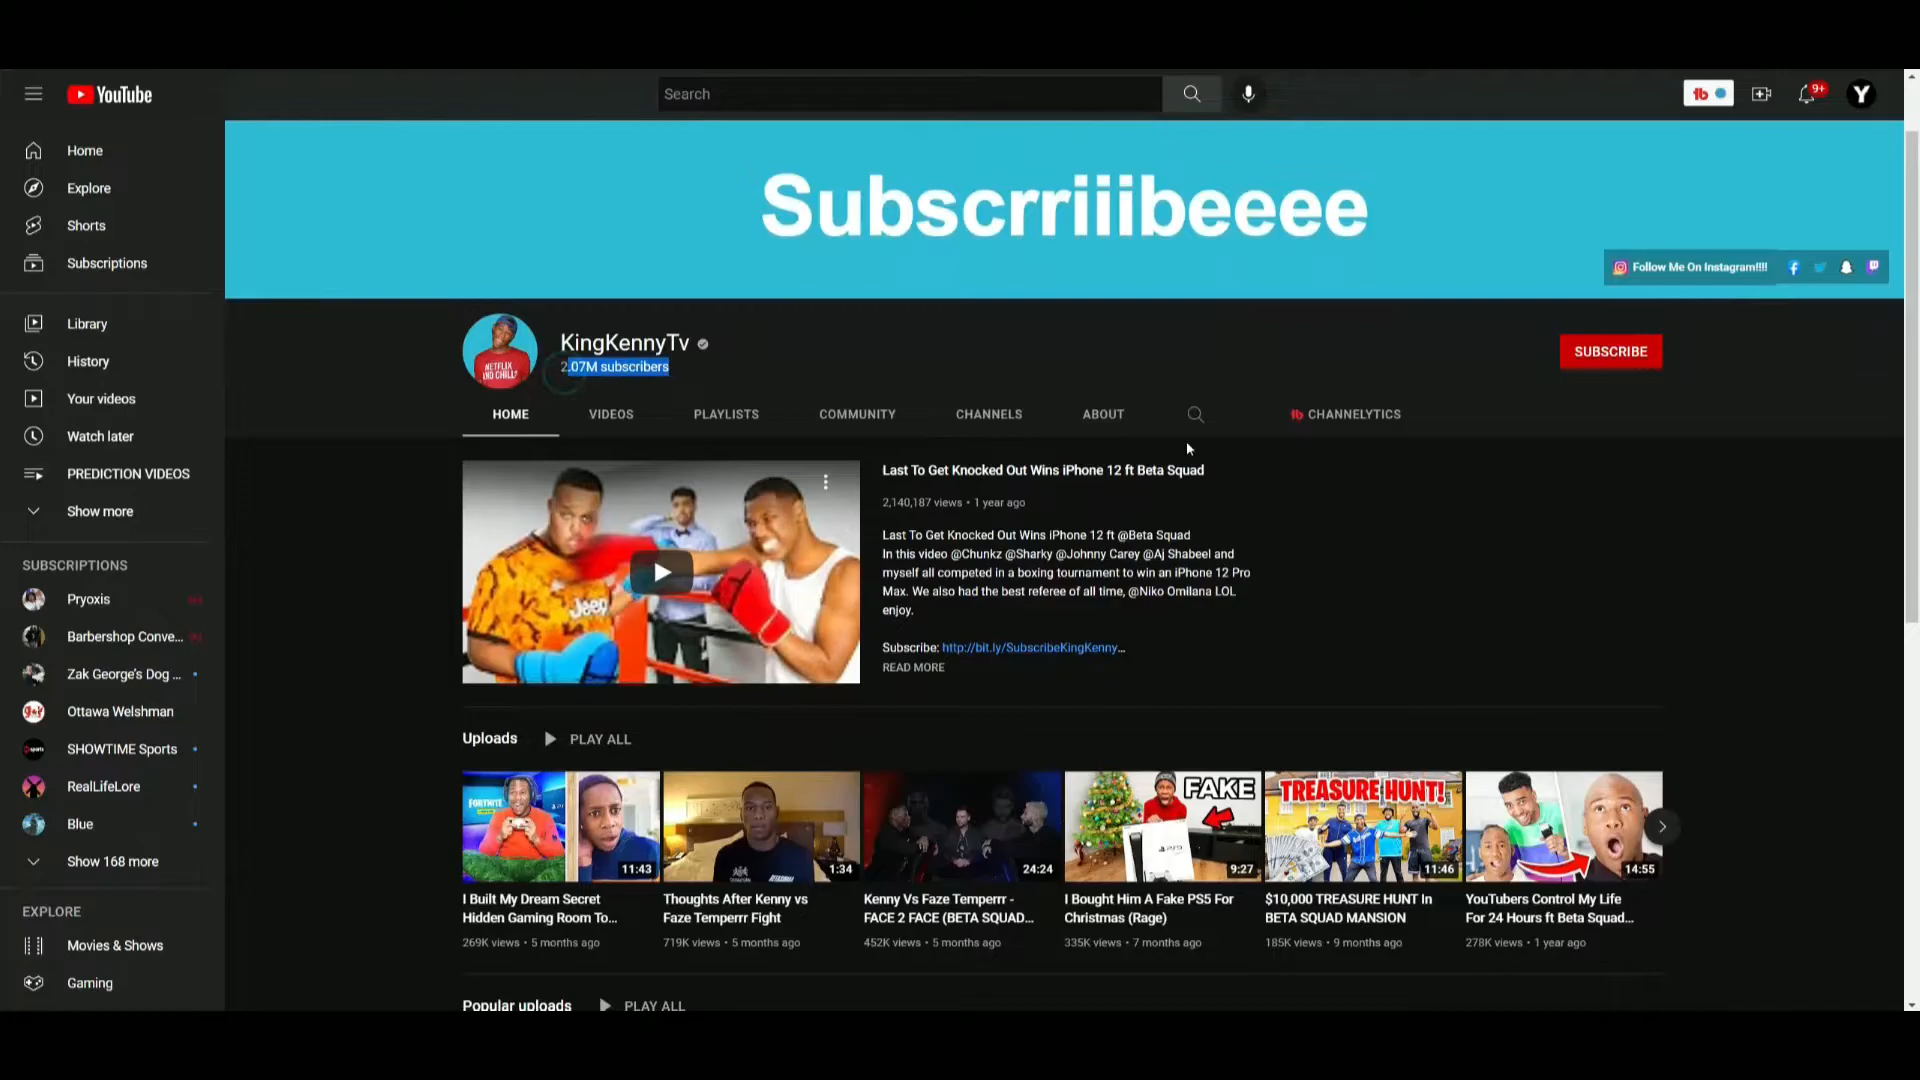 YouTube
Search
9+
Y
Home
Explore
Shorts
Subscriptions
Library
History
Your videos
Watch later
PREDICTION VIDEOS
Show more
SUBSCRIPTIONS
Pryoxis
Barbershop Conve...
Zak George's Dog ...
Ottawa Welshman
SHOWTIME Sports
RealLifeLore
Blue
Show 168 more
EXPLORE
Movies & Shows
Gaming
Subscrriiibeeee
Follow Me On Instagram!!!!
NETFLIX
AND CHILL?
KingKennyTv
2.07M subscribers
SUBSCRIBE
HOME
VIDEOS
PLAYLISTS
COMMUNITY
CHANNELS
ABOUT
CHANNELYTICS
Jeep
Last To Get Knocked Out Wins iPhone 12 ft Beta Squad
2,140,187 views • 1 year ago
Last To Get Knocked Out Wins iPhone 12 ft @Beta Squad
In this video @Chunkz @Sharky @Johnny Carey @Aj Shabeel and
myself all competed in a boxing tournament to win an iPhone 12 Pro
Max. We also had the best referee of all time, @Niko Omilana LOL
enjoy.
Subscribe: http://bit.ly/SubscribeKingKenny...
READ MORE
Uploads
PLAY ALL
FORTNITE
11:43
I Built My Dream Secret
Hidden Gaming Room To...
269K views • 5 months ago
1:34
Thoughts After Kenny vs
Faze Temperrr Fight
719K views • 5 months ago
24:24
Kenny Vs Faze Temperrr -
FACE 2 FACE (BETA SQUAD...
452K views • 5 months ago
FAKE
PS5
9:27
I Bought Him A Fake PS5 For
Christmas (Rage)
335K views • 7 months ago
TREASURE HUNT!
11:46
$10,000 TREASURE HUNT In
BETA SQUAD MANSION
185K views • 9 months ago
14:55
YouTubers Control My Life
For 24 Hours ft Beta Squad...
278K views • 1 year ago
Popular uploads
PLAY ALL